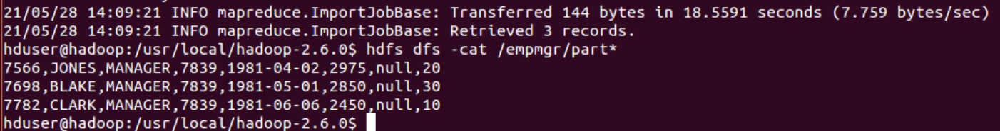 21/05/28 14:09:21 INFO mapreduce.ImportJobBase: Transferred 144 bytes in 18.5591 seconds (7.759 bytes/sec)
21/05/28 14:09:21 INFO mapreduce.ImportJobBase: Retrieved 3 records.
hduser@hadoop:/usr/local/hadoop-2.6.0$ hdfs dfs -cat /empmgr/part*
7566,JONES,MANAGER,7839,1981-04-02,2975,null,20
7698,BLAKE,MANAGER,7839,1981-05-01,2850,null,30
7782,CLARK,MANAGER,7839,1981-06-06,2450,null,10
hduser@hadoop:/usr/local/hadoop-2.6.0$